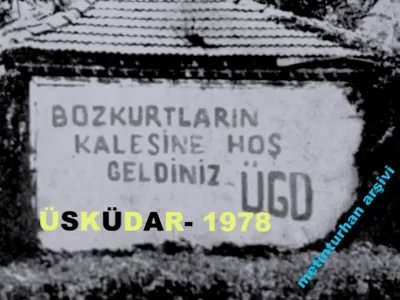 BOZKURTLARIN
KALESİNE HOŞ
GELDİNİZ.. ÜGD
ÜSKÜDAR- 1978
metinturhan arşivi